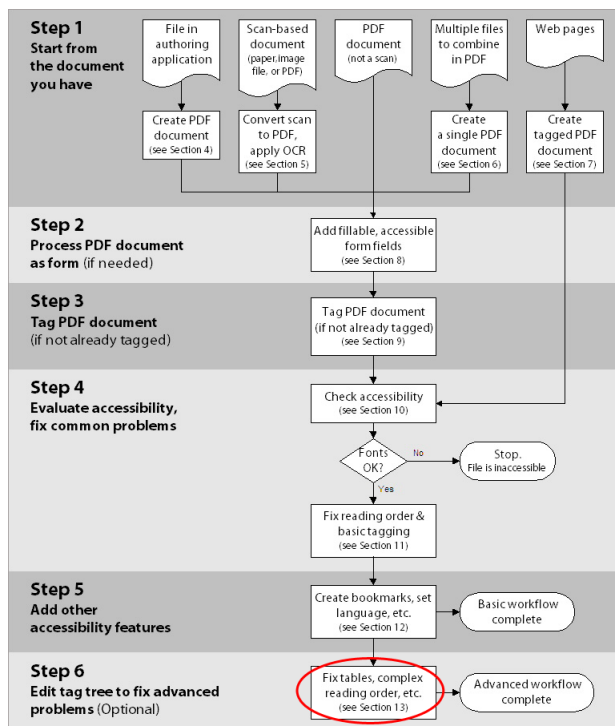 Step 1
Start from
the document
you have
File in
authoring
application
Scan-based
document
(paper,image
file, or PDF)
PDF
document
(not a scan)
Multiple files
to combine
in PDF
Web pages
Create PDF
document
(see Section 4)
Convert scan
to PDF,
apply OCR
(see Section 5)
Create
a single PDF
document
(see Section 6)
Create
tagged PDF
document
(see Section 7)
Step 2
Process PDF document
as form (if needed)
Add fillable, accessible
form fields
(see Section 8)
Step 3
Tag PDF document
(if not already tagged)
Tag PDF document
(if not already tagged)
(see Section 9)
Step 4
Evaluate accessibility,
fix common problems
Check accessibility
(see Section 10)
Fonts
OK?
No
Stop.
File is inaccessible
Yes
Fix reading order &
basic tagging
(see Section 11)
Step 5
Add other
accessibility features
Create bookmarks, set
language, etc.
(see Section 12)
Basic workflow
complete
Step 6
Edit tag tree to fix advanced
problems (Optional)
Fix tables, complex
reading order, etc.
(see Section 13)
Advanced workflow
complete